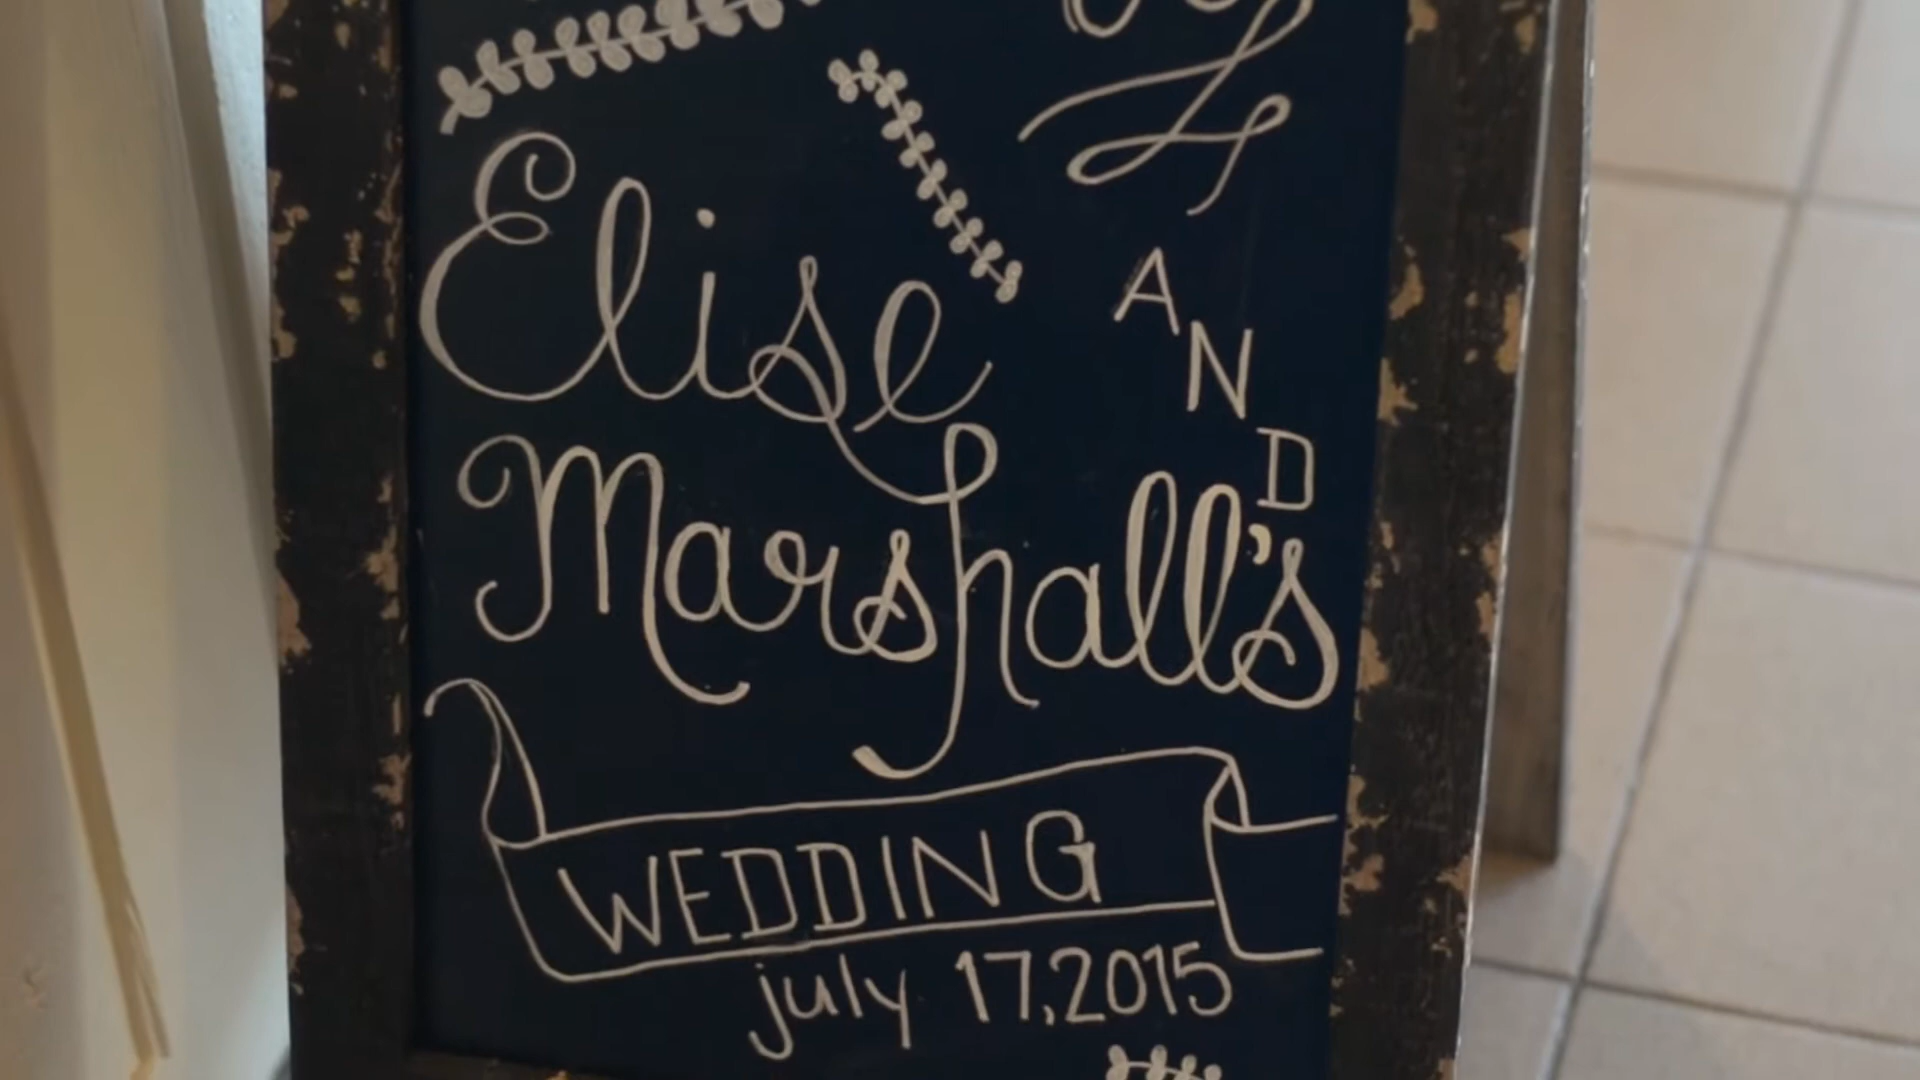 Elise
AND
Marshall's
WEDDING
july 17, 2015